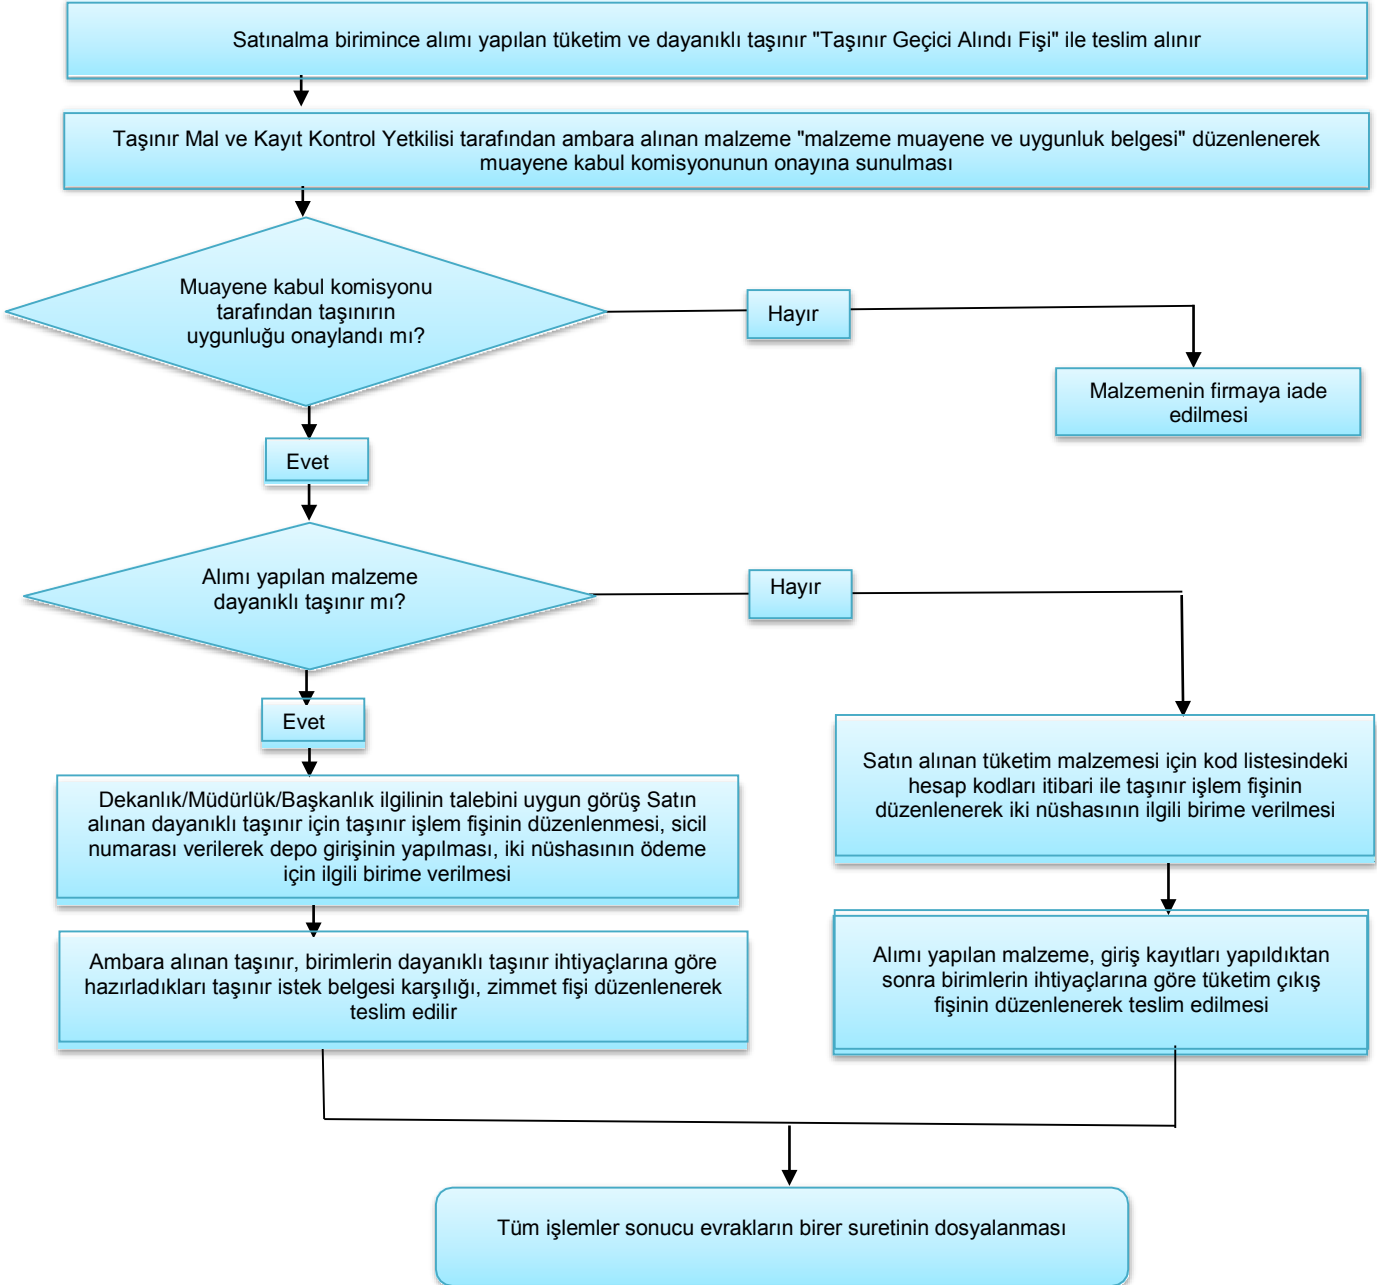 Satınalma birimince alımı yapılan tüketim ve dayanıklı taşınır "Taşınır Geçici Alındı Fişi" ile teslim alınır
Taşınır Mal ve Kayıt Kontrol Yetkilisi tarafından ambara alınan malzeme "malzeme muayene ve uygunluk belgesi" düzenlenerek
muayene kabul komisyonunun onayına sunulması
Muayene kabul komisyonu
tarafından taşınırın
uygunluğu onaylandı mı?
Hayır
Malzemenin firmaya iade
edilmesi
Evet
Alımı yapılan malzeme
dayanıklı taşınır mı?
Hayır
Evet
Satın alınan tüketim malzemesi için kod listesindeki
hesap kodları itibari ile taşınır işlem fişinin
düzenlenerek iki nüshasının ilgili birime verilmesi
Dekanlık/Müdürlük/Başkanlık ilgilinin talebini uygun görüş Satın
alınan dayanıklı taşınır için taşınır işlem fişinin düzenlenmesi, sicil
numarası verilerek depo girişinin yapılması, iki nüshasının ödeme
için ilgili birime verilmesi
Ambara alınan taşınır, birimlerin dayanıklı taşınır ihtiyaçlarına göre
hazırladıkları taşınır istek belgesi karşılığı, zimmet fişi düzenlenerek
teslim edilir
Alımı yapılan malzeme, giriş kayıtları yapıldıktan
sonra birimlerin ihtiyaçlarına göre tüketim çıkış
fişinin düzenlenerek teslim edilmesi
Tüm işlemler sonucu evrakların birer suretinin dosyalanması